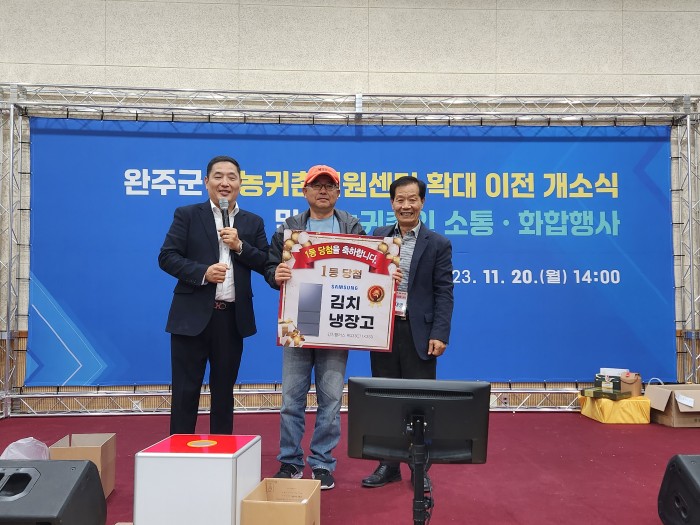 완주군 농귀촌 원센터 확대 이전 개소식
및 귀촌인 소통 · 화합행사
23. 11. 20.(월) 14:00
1등 당첨을 축하합니다.
1등 당첨
SAMSUNG
김치
냉장고